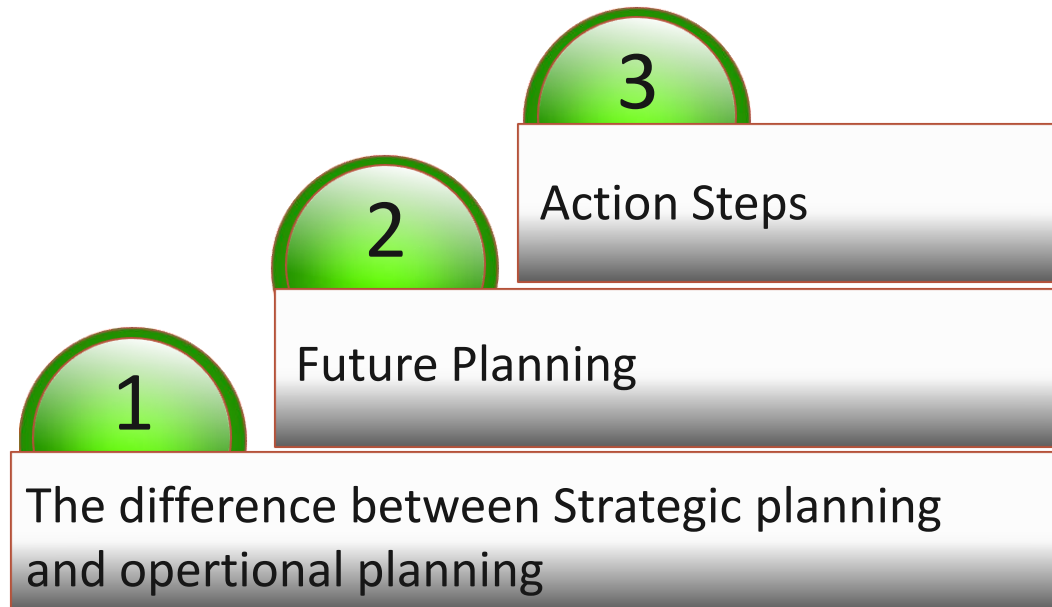 3
Action Steps
2
Future Planning
1
The difference between Strategic planning
and opertional planning